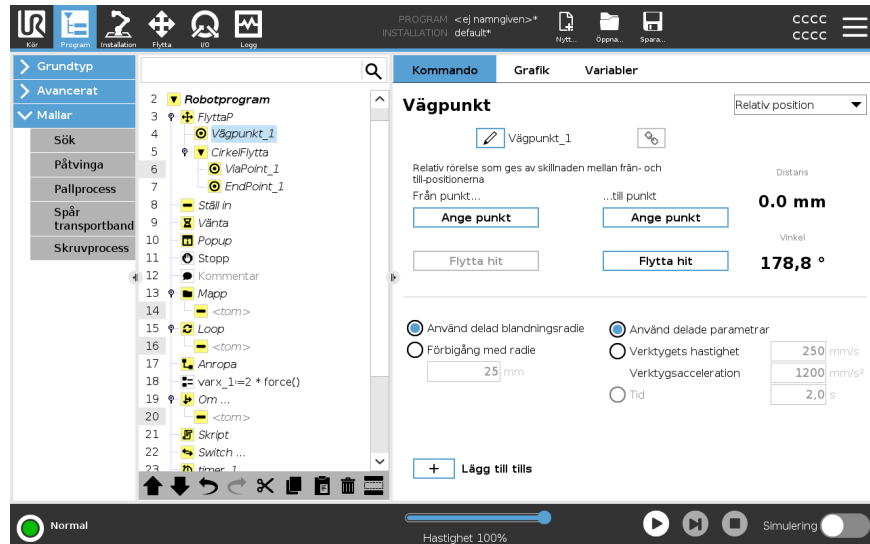 PROGRAM <ej namngiven>*
INSTALLATION default*
Kör
Program
Installation
Flytta
I/O
Logg
Nytt...
Öppna...
Spara...
cccc
cccc
Grundtyp
Avancerat
Mallar
Sök
Påtvinga
Pallprocess
Spår transportband
Skruvprocess
2 Robotprogram
3 FlyttaP
4 Vägpunkt_1
5 CirkelFlytta
6 ViaPoint_1
7 EndPoint_1
8 Ställ in
9 Vänta
10 Popup
11 Stopp
12 Kommentar
13 Mapp
14 <tom>
15 Loop
16 <tom>
17 Anropa
18 varx_1≔2 * force()
19 Om ...
20 <tom>
21 Skript
22 Switch ...
23 timer_1
Kommando
Grafik
Variabler
Vägpunkt
Relativ position
Vägpunkt_1
Relativ rörelse som ges av skillnaden mellan från- och
till-positionerna
Från punkt...
...till punkt
Ange punkt
Ange punkt
Flytta hit
Flytta hit
Distans
0.0 mm
Vinkel
178,8 °
Använd delad blandningsradie
Förbigång med radie
25 mm
Använd delade parametrar
Verktygets hastighet 250 mm/s
Verktygsacceleration 1200 mm/s²
Tid 2,0 s
+ Lägg till tills
Normal
Hastighet 100%
Simulering